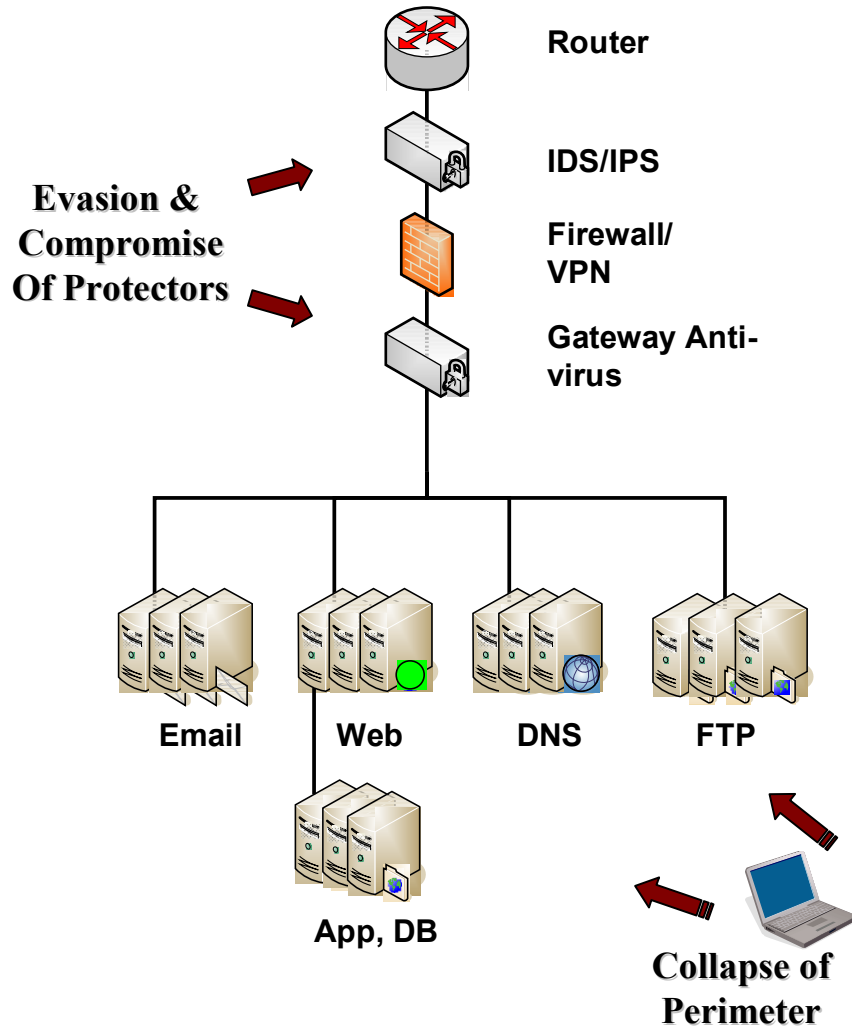 Router
IDS/IPS
Evasion &
Compromise
Of Protectors
Firewall/
VPN
Gateway Anti-
virus
Email
Web
DNS
FTP
App, DB
Collapse of
Perimeter